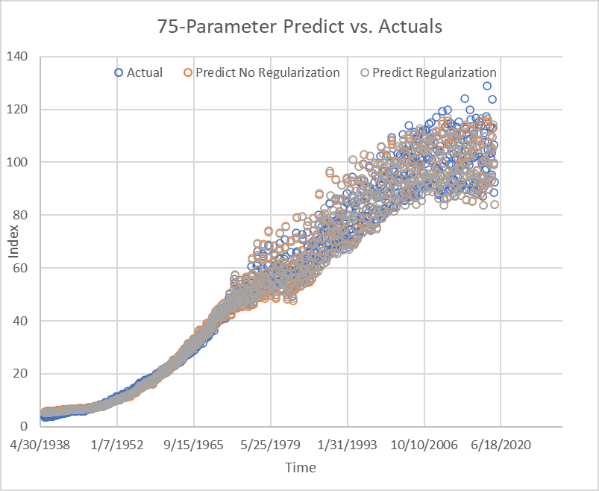 75-Parameter Predict vs. Actuals
Actual Predict No Regularization Predict Regularization
140
120
100
80
60
40
20
0
Index
4/30/1938 1/7/1952 9/15/1965 5/25/1979 1/31/1993 10/10/2006 6/18/2020
Time